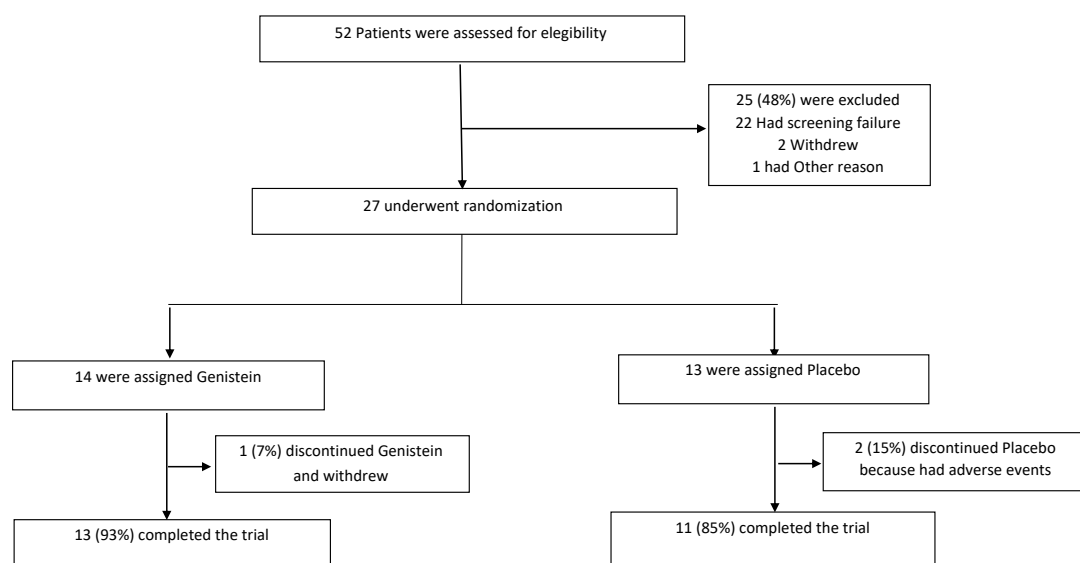 52 Patients were assessed for elegibility
25 (48%) were excluded
22 Had screening failure
2 Withdrew
1 had Other reason
27 underwent randomization
14 were assigned Genistein
13 were assigned Placebo
1 (7%) discontinued Genistein
and withdrew
2 (15%) discontinued Placebo
because had adverse events
13 (93%) completed the trial
11 (85%) completed the trial